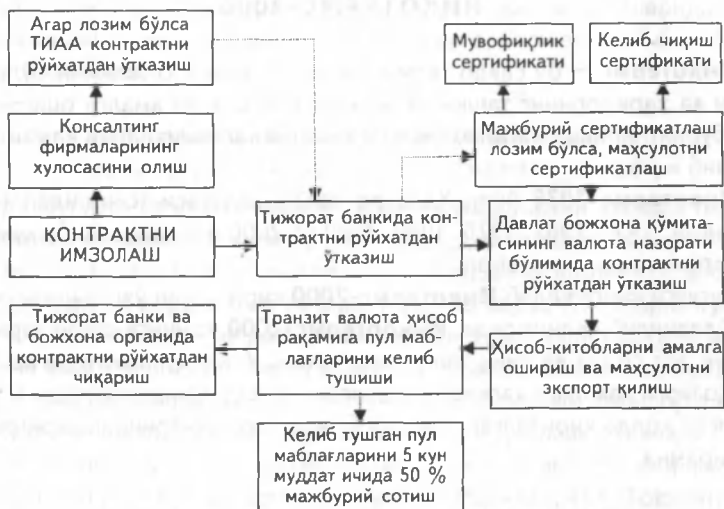 Агар лозим бўлса
ТИАА контрактни
рўйхатдан ўтказиш
Мувофиқлик
сертификати
Келиб чиқиш
сертификати
Консалтинг
фирмаларининг
хулосасини олиш
Мажбурий сертификатлаш
лозим бўлса, маҳсулотни
сертификатлаш
КОНТРАКТНИ
ИМЗОЛАШ
Тижорат банкида кон-
трактни рўйхатдан
ўтказиш
Давлат божхона қўмита-
сининг валюта назорати
бўлимида контрактни
рўйхатдан ўтказиш
Тижорат банки ва
божхона органида
контрактни рўйхатдан
чиқариш
Транзит валюта ҳисоб
рақамига пул маб-
лағларини келиб
тушиши
Ҳисоб-китобларни амалга
ошириш ва маҳсулотни
экспорт қилиш
Келиб тушган пул
маблағларини 5 кун
муддат ичида 50 %
мажбурий сотиш